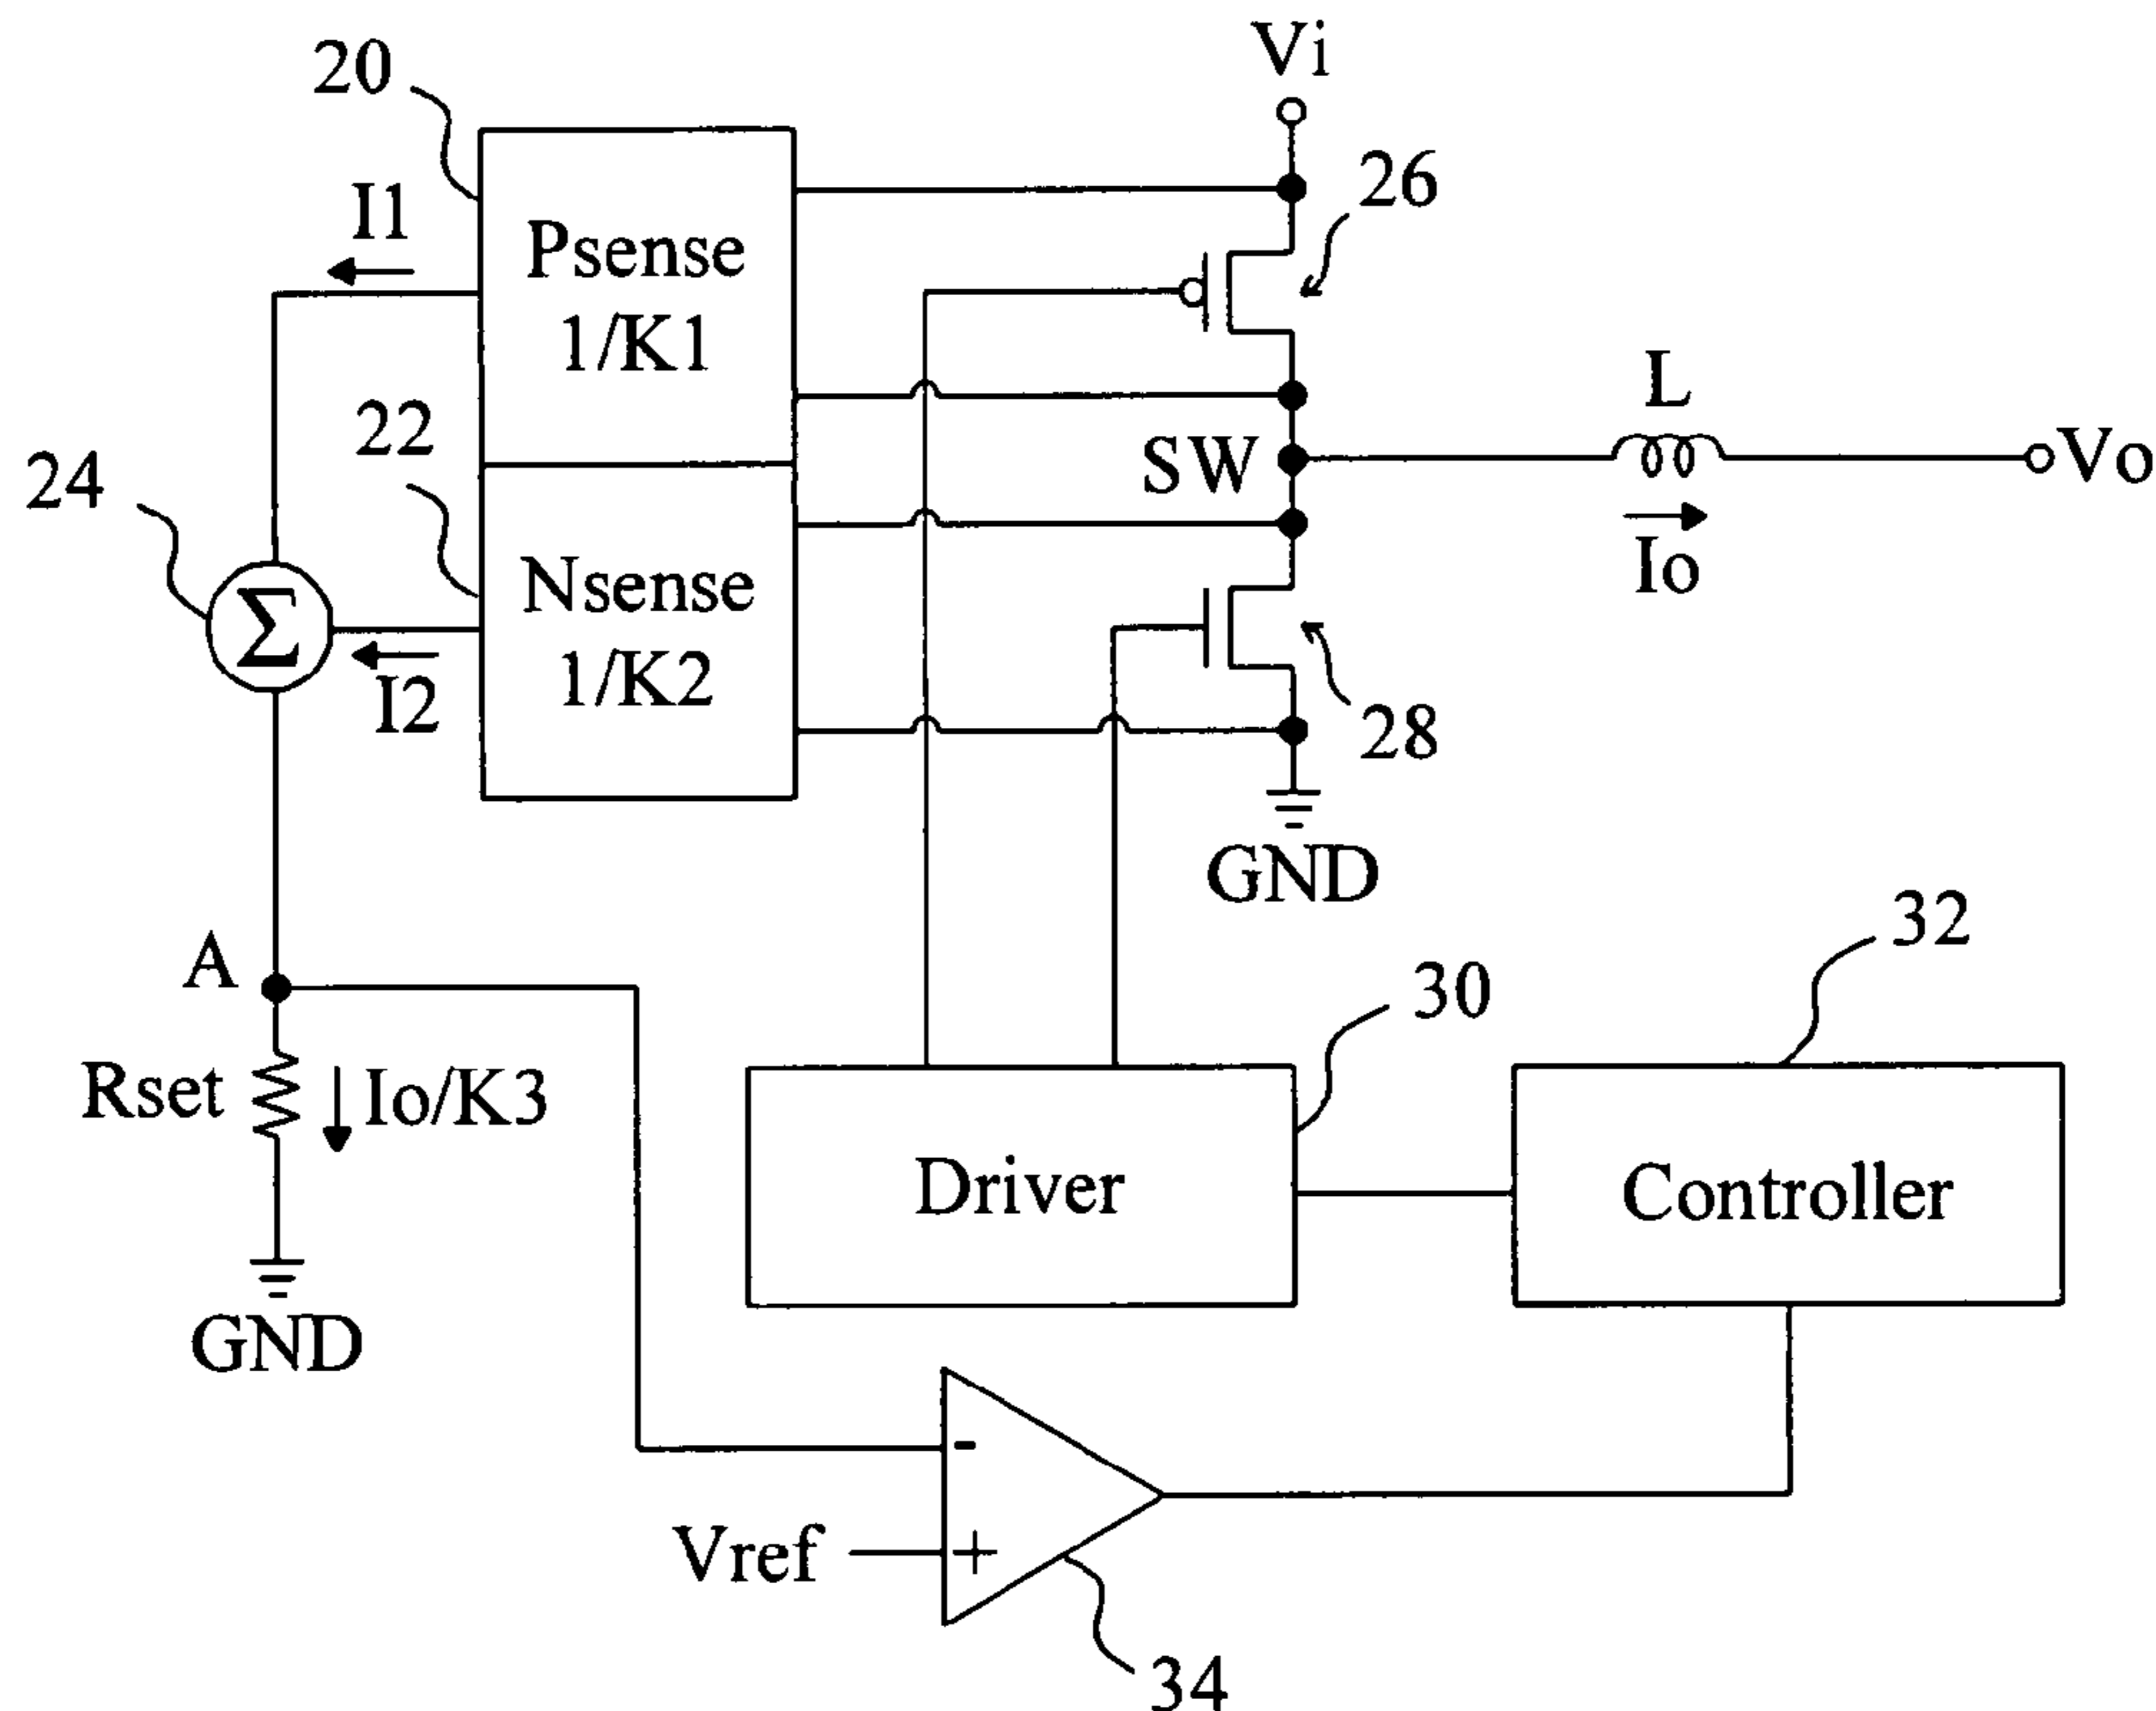 Vi
20
26
I1
Psense
1/K1
L
22
SW
Vo
24
Io
Nsense
1/K2
Σ
I2
28
GND
32
A
30
Rset
Io/K3
Driver
Controller
GND
-
Vref
+
34